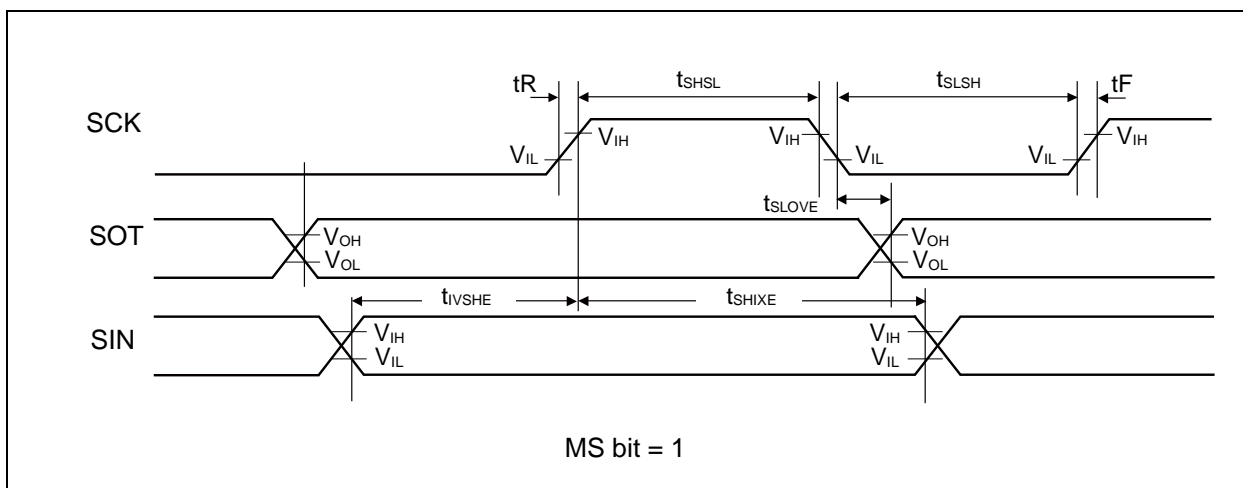 tR
tSHSL
tSLSH
tF
SCK
VIH
VIH
VIH
VIL
VIL
VIL
tSLOVE
SOT
VOH
VOH
VOL
VOL
tIVSHE
tSHIXE
SIN
VIH
VIH
VIL
VIL
MS bit = 1